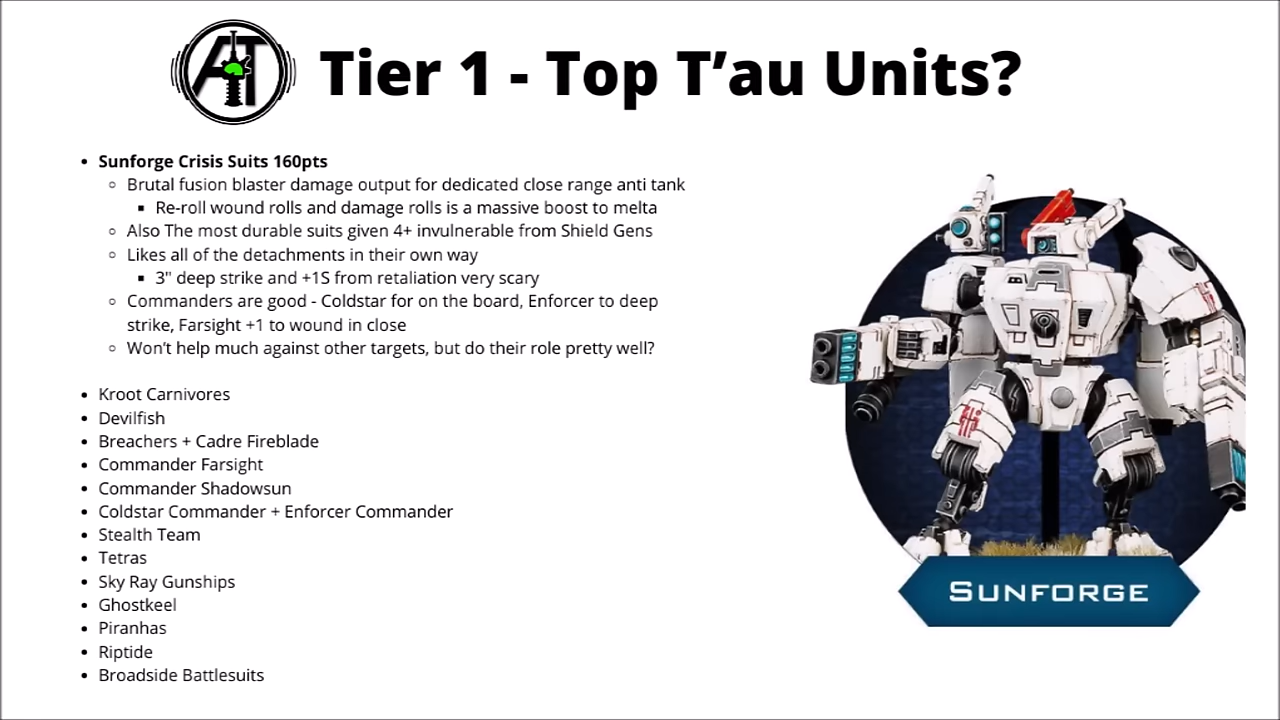 AT
Tier 1 - Top T’au Units?
• Sunforge Crisis Suits 160pts
○ Brutal fusion blaster damage output for dedicated close range anti tank
▪ Re-roll wound rolls and damage rolls is a massive boost to melta
○ Also The most durable suits given 4+ invulnerable from Shield Gens
○ Likes all of the detachments in their own way
▪ 3" deep strike and +1S from retaliation very scary
○ Commanders are good - Coldstar for on the board, Enforcer to deep
strike, Farsight +1 to wound in close
○ Won’t help much against other targets, but do their role pretty well?
• Kroot Carnivores
• Devilfish
• Breachers + Cadre Fireblade
• Commander Farsight
• Commander Shadowsun
• Coldstar Commander + Enforcer Commander
• Stealth Team
• Tetras
• Sky Ray Gunships
• Ghostkeel
• Piranhas
• Riptide
• Broadside Battlesuits
SUNFORGE